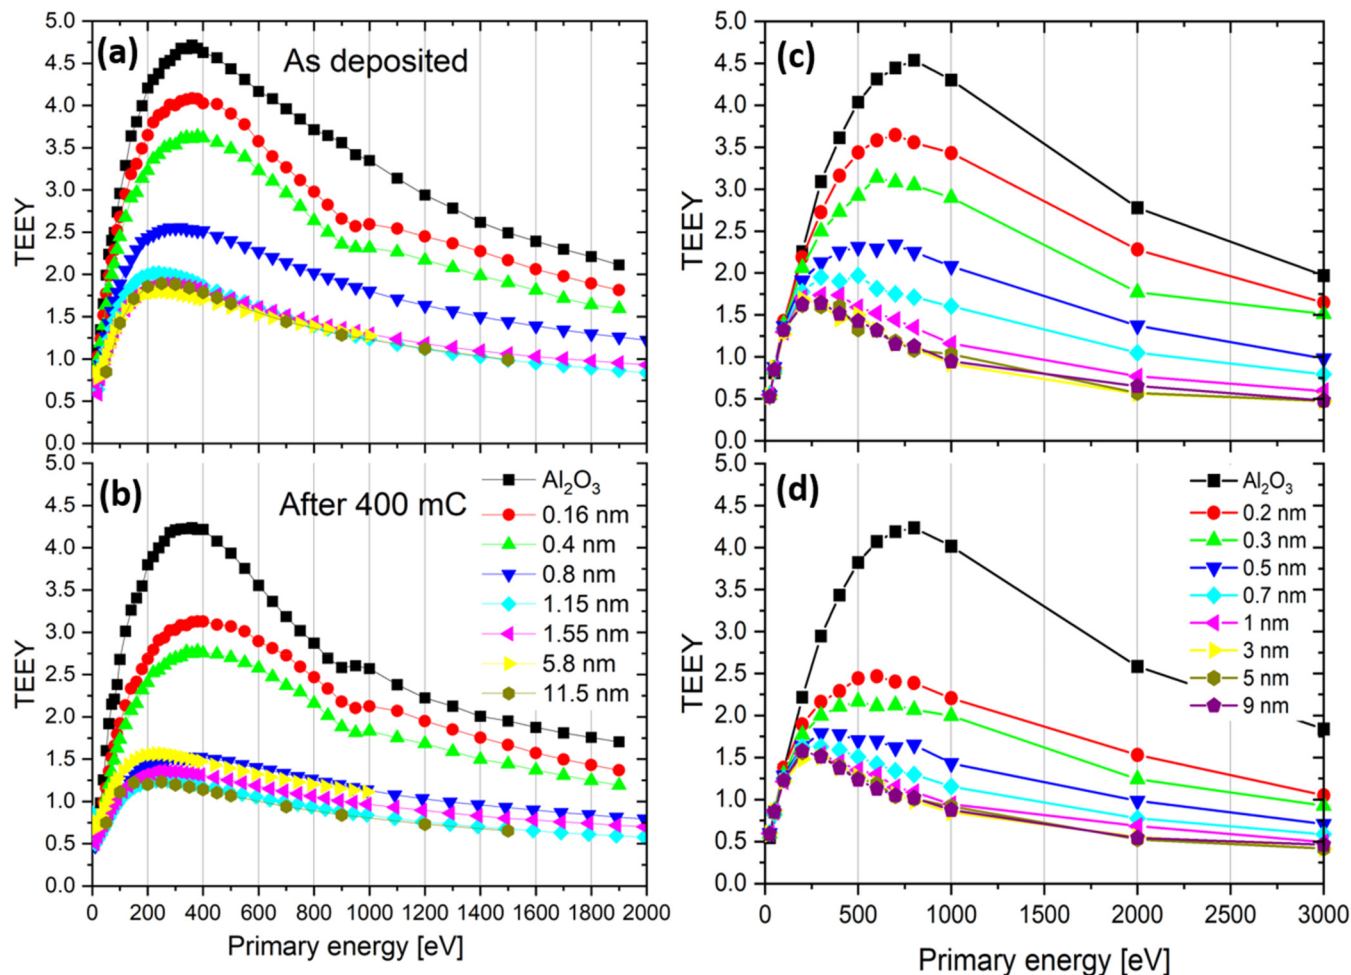 (a)
As deposited
TEEY
5.0
4.5
4.0
3.5
3.0
2.5
2.0
1.5
1.0
0.5
0.0
(c)
TEEY
5.0
4.5
4.0
3.5
3.0
2.5
2.0
1.5
1.0
0.5
0.0
(b)
After 400 mC
TEEY
5.0
4.5
4.0
3.5
3.0
2.5
2.0
1.5
1.0
0.5
0.0
Al₂O₃
0.16 nm
0.4 nm
0.8 nm
1.15 nm
1.55 nm
5.8 nm
11.5 nm
0 200 400 600 800 1000 1200 1400 1600 1800 2000
Primary energy [eV]
(d)
TEEY
5.0
4.5
4.0
3.5
3.0
2.5
2.0
1.5
1.0
0.5
0.0
Al₂O₃
0.2 nm
0.3 nm
0.5 nm
0.7 nm
1 nm
3 nm
5 nm
9 nm
0 500 1000 1500 2000 2500 3000
Primary energy [eV]